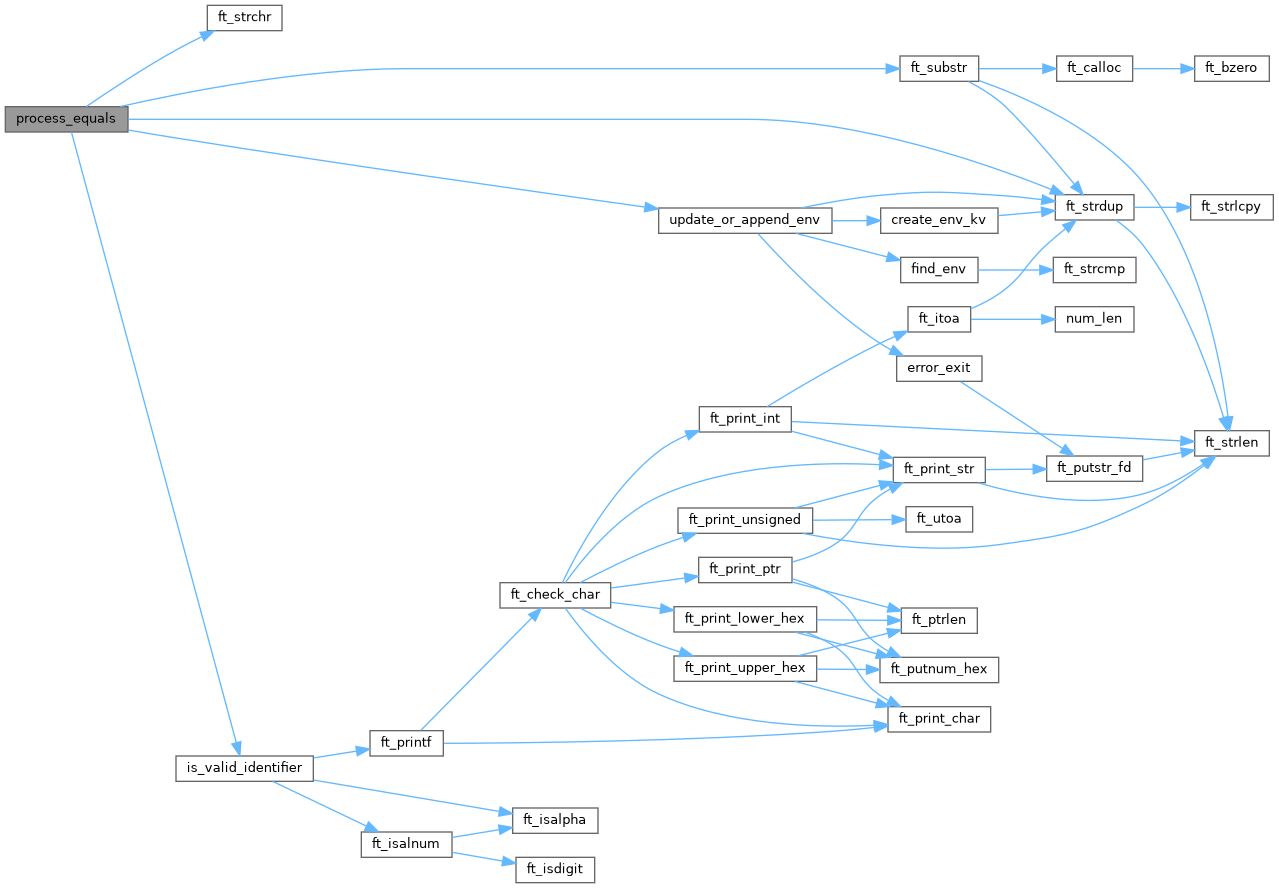 ft_strchr
ft_substr
ft_calloc
ft_bzero
process_equals
ft_strdup
ft_strlcpy
update_or_append_env
create_env_kv
find_env
ft_strcmp
ft_itoa
num_len
error_exit
ft_print_int
ft_strlen
ft_print_str
ft_putstr_fd
ft_print_unsigned
ft_utoa
ft_print_ptr
ft_check_char
ft_print_lower_hex
ft_ptrlen
ft_print_upper_hex
ft_putnum_hex
ft_print_char
ft_printf
is_valid_identifier
ft_isalpha
ft_isalnum
ft_isdigit